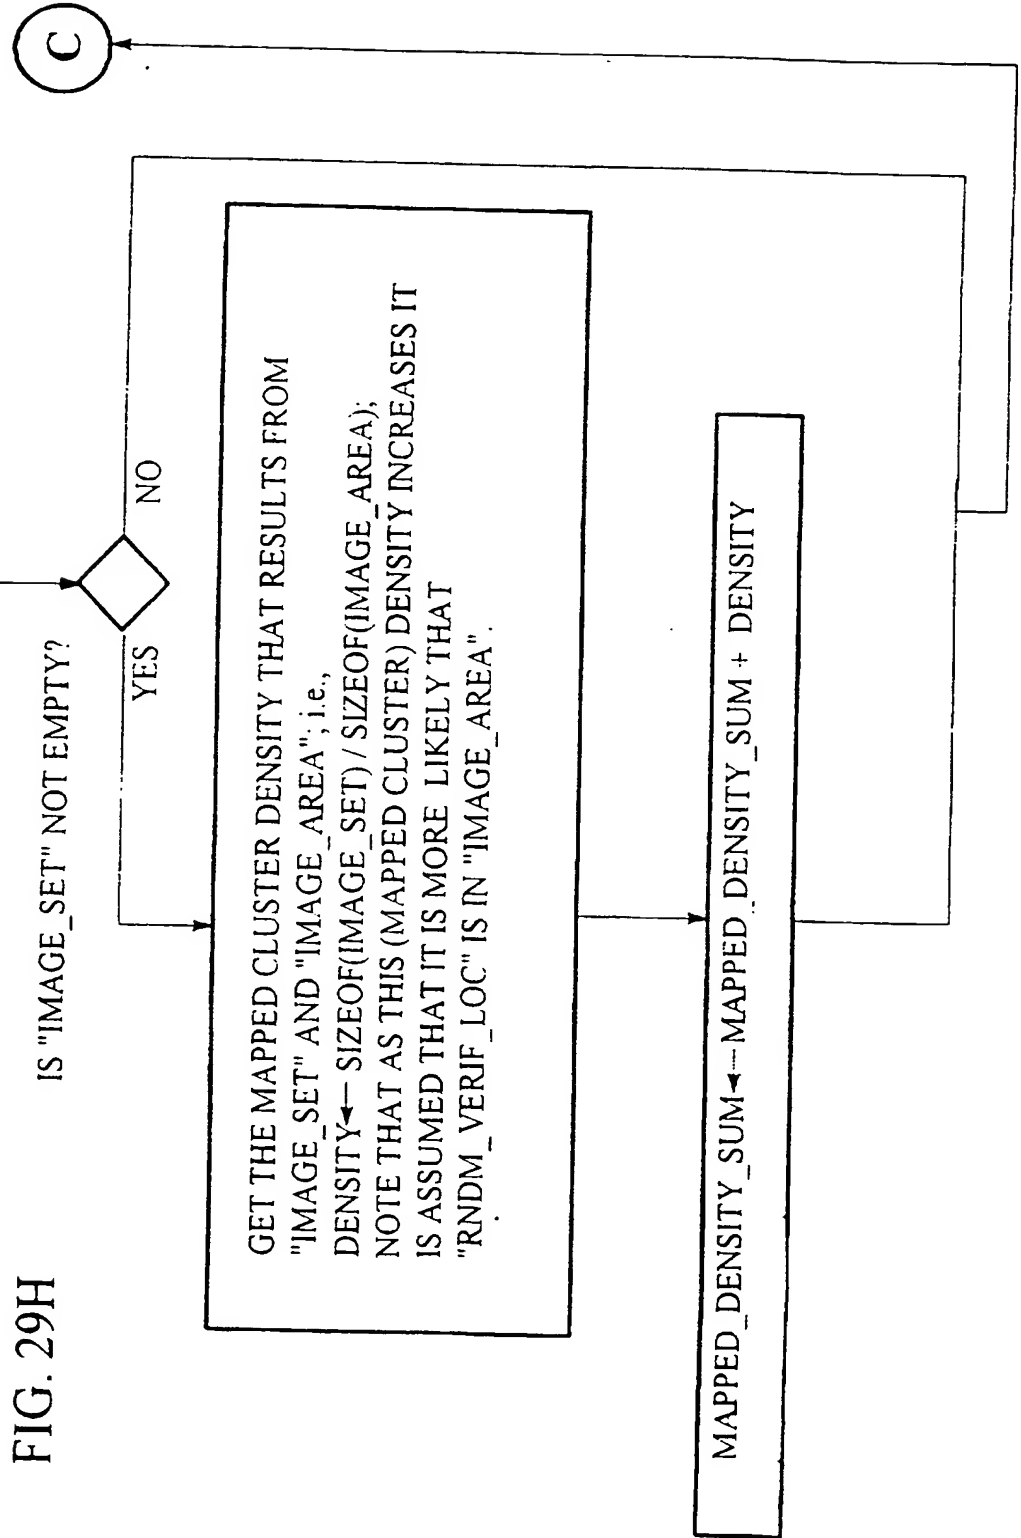 FIG. 29H
IS "IMAGE_SET" NOT EMPTY?
YES
NO
GET THE MAPPED CLUSTER DENSITY THAT RESULTS FROM
"IMAGE_SET" AND "IMAGE_AREA"; i.e.,
DENSITY ← SIZEOF(IMAGE_SET) / SIZEOF(IMAGE_AREA);
NOTE THAT AS THIS (MAPPED CLUSTER) DENSITY INCREASES IT
IS ASSUMED THAT IT IS MORE LIKELY THAT
"RNDM_VERIF_LOC" IS IN "IMAGE_AREA".
MAPPED_DENSITY_SUM ← MAPPED_DENSITY_SUM + DENSITY
C